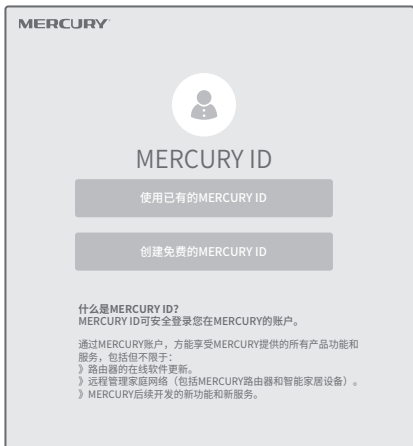 MERCURY
MERCURY ID
使用已有的MERCURY ID
创建免费的MERCURY ID
什么是MERCURY ID?
MERCURY ID可安全登录您在MERCURY的账户。
通过MERCURY账户，方能享受MERCURY提供的所有产品功能和
服务，包括但不限于：
》路由器的在线软件更新。
》远程管理家庭网络（包括MERCURY路由器和智能家居设备）。
》MERCURY后续开发的新功能和新服务。